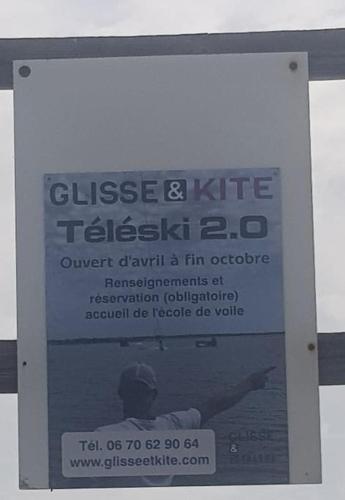 GLISSE & KITE
Téléski 2.0
Ouvert d'avril à fin octobre
Renseignements et
réservation (obligatoire)
accueil de l'école de voile
GLISSE
&
Tél. 06 70 62 90 64
www.glisseetkite.com